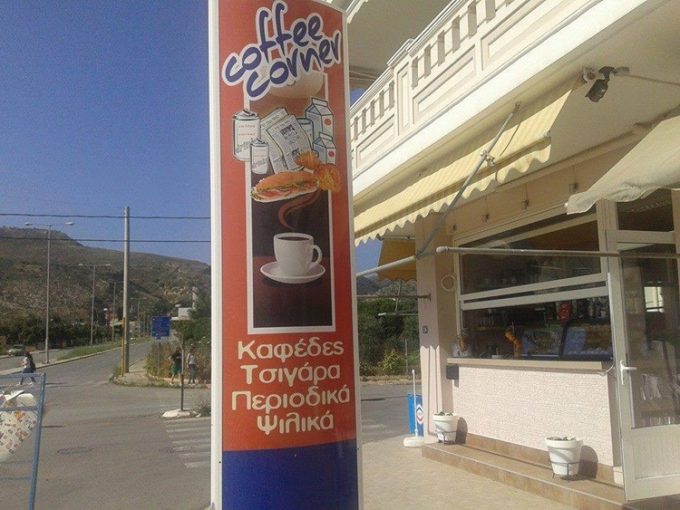 coffee
corner
Καφέδες
Τσιγάρα
Περιοδικά
Ψιλικά